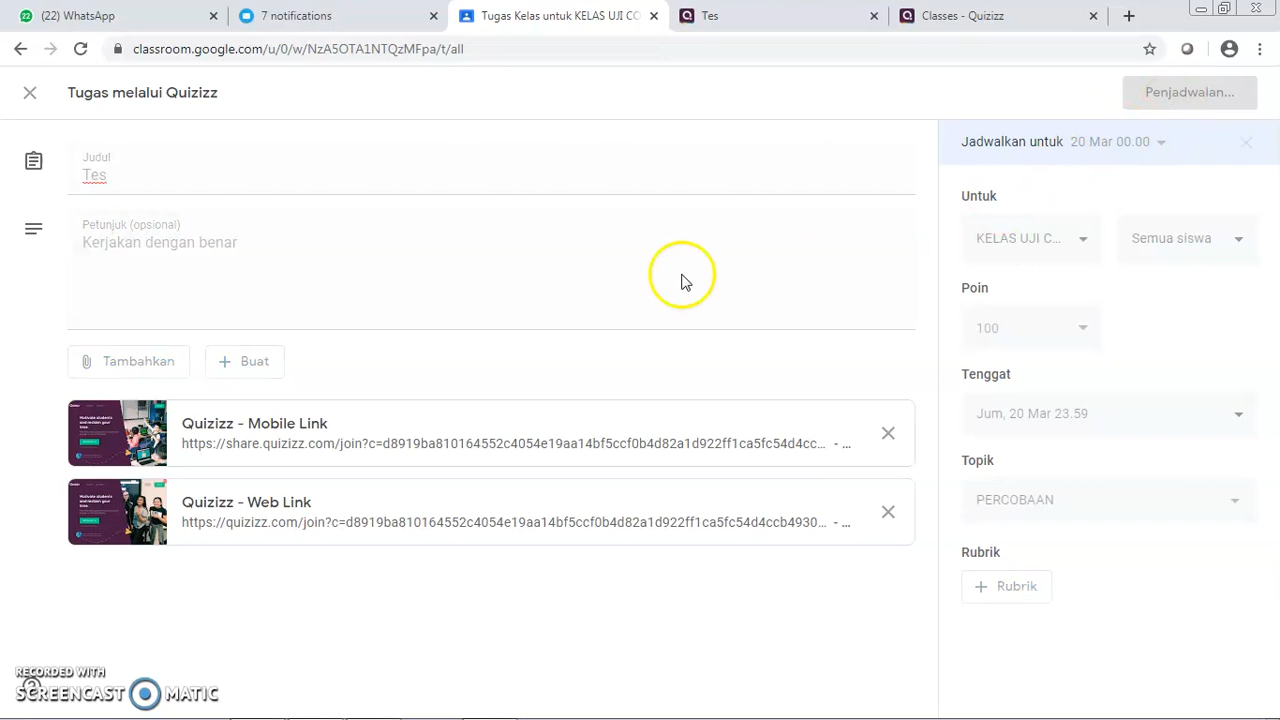 (22) WhatsApp
7 notifications
Tugas Kelas untuk KELAS UJI CO
Tes
Classes - Quizizz
classroom.google.com/u/0/w/NzA5OTA1NTQzMFpa/t/all
Tugas melalui Quizizz
Penjadwalan...
Judul
Tes
Jadwalkan untuk 20 Mar 00.00
Petunjuk (opsional)
Kerjakan dengan benar
Untuk
KELAS UJI C...
Semua siswa
Poin
100
Tambahkan
Buat
Tenggat
Jum, 20 Mar 23.59
Quizizz - Mobile Link
https://share.quizizz.com/join?c=d8919ba810164552c4054e19aa14bf5ccf0b4d82a1d922ff1ca5fc54d4cc... - ...
Topik
PERCOBAAN
Quizizz - Web Link
https://quizizz.com/join?c=d8919ba810164552c4054e19aa14bf5ccf0b4d82a1d922ff1ca5fc54d4ccb4930... - ...
Rubrik
Rubrik
RECORDED WITH
SCREENCAST MATIC